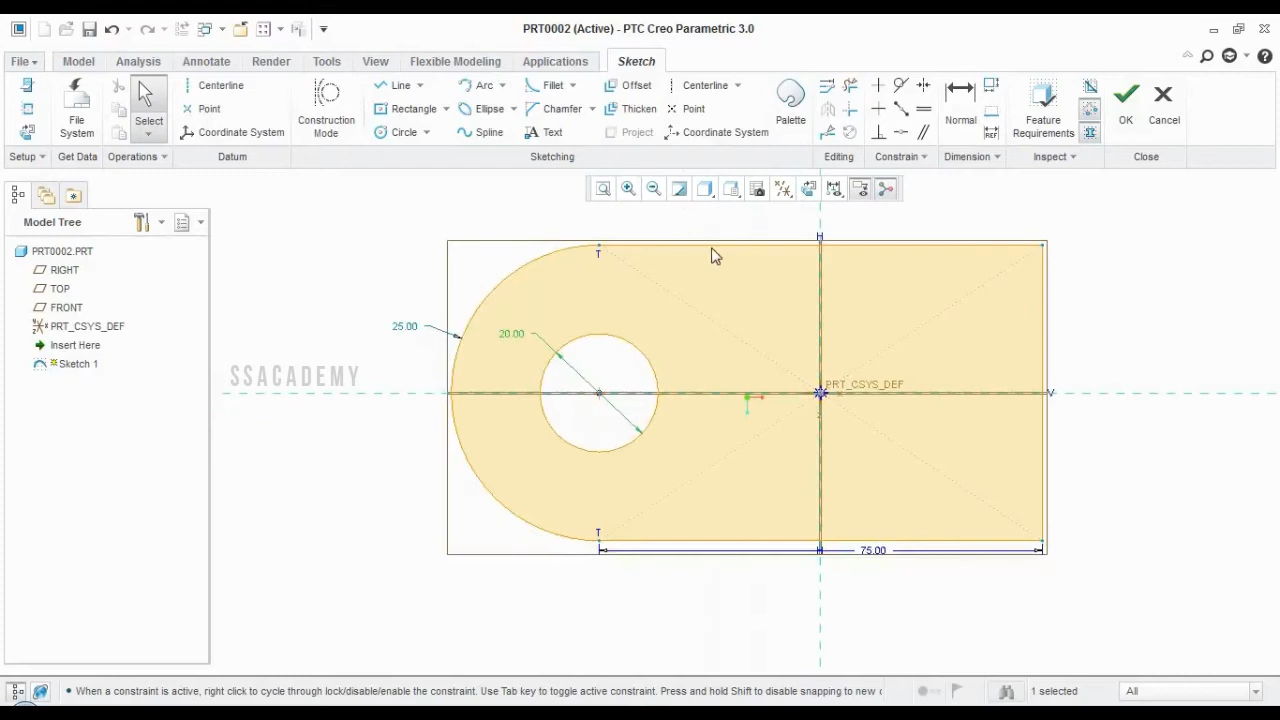 PRT0002 (Active) - PTC Creo Parametric 3.0
File Model Analysis Annotate Render Tools View Flexible Modeling Applications Sketch
Centerline Line Arc Fillet Offset Centerline
Point Rectangle Ellipse Chamfer Thicken Point
Coordinate System Circle Spline Text Project Coordinate System
File System
Select
Construction Mode
Palette
Normal
Feature Requirements
OK
Cancel
Setup Get Data Operations Datum Sketching Editing Constrain Dimension Inspect Close
Model Tree
PRT0002.PRT
RIGHT
TOP
FRONT
PRT_CSYS_DEF
Insert Here
Sketch 1
SSACADEMY
H
T
25.00
20.00
PRT_CSYS_DEF
V
T
H
75.00
• When a constraint is active, right click to cycle through lock/disable/enable the constraint. Use Tab key to toggle active constraint. Press and hold Shift to disable snapping to new c
1 selected
All